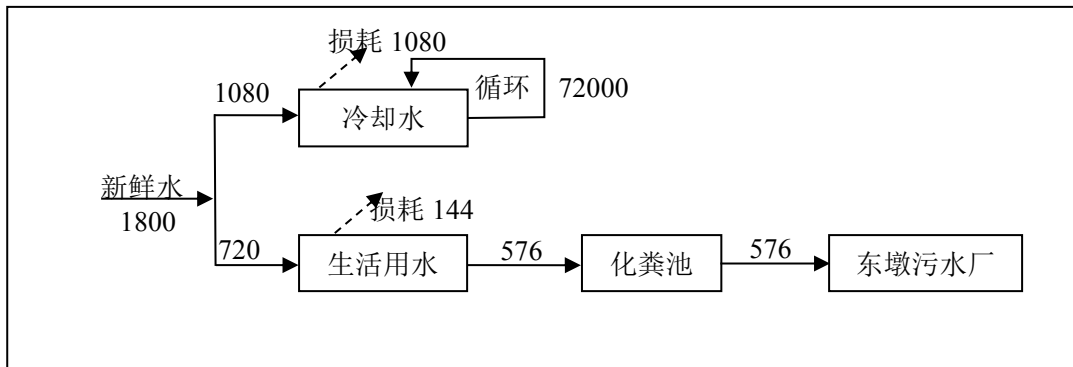 损耗 1080
循环
72000
1080
冷却水
新鲜水
1800
损耗 144
720
生活用水
576
化粪池
576
东墩污水厂